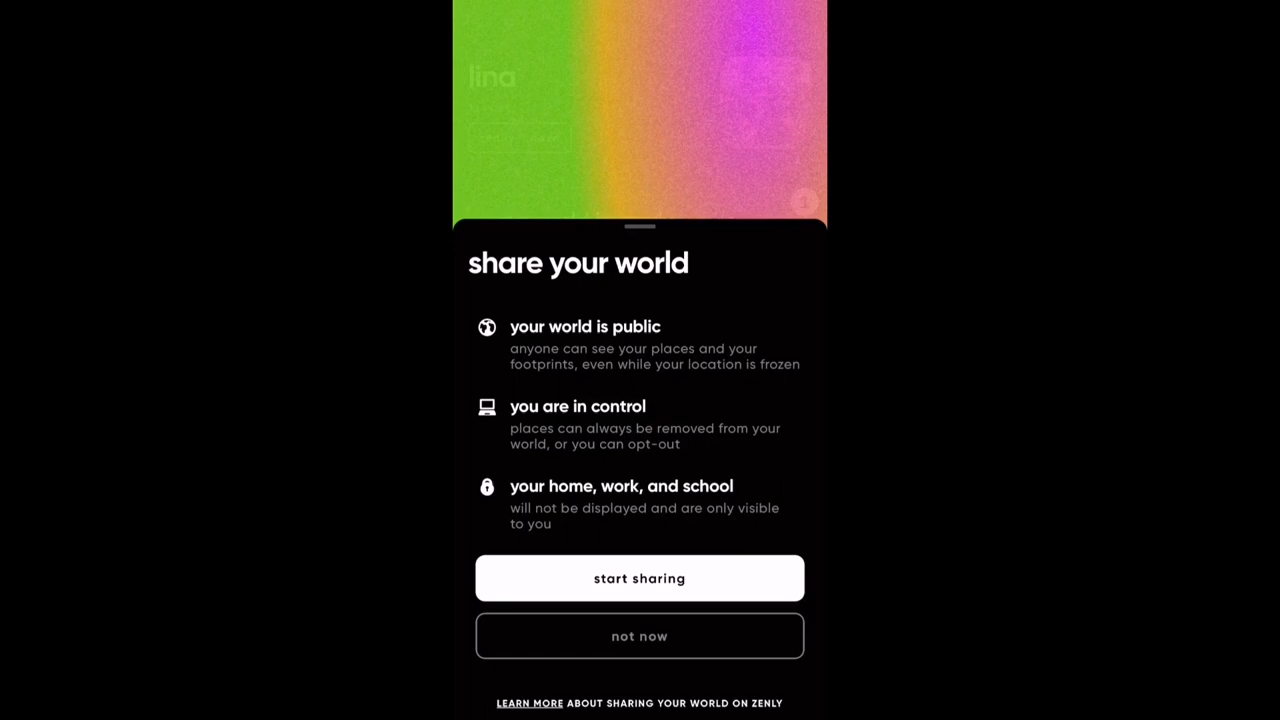 lina
share your world
your world is public
anyone can see your places and your
footprints, even while your location is frozen
you are in control
places can always be removed from your
world, or you can opt-out
your home, work, and school
will not be displayed and are only visible
to you
start sharing
not now
LEARN MORE ABOUT SHARING YOUR WORLD ON ZENLY